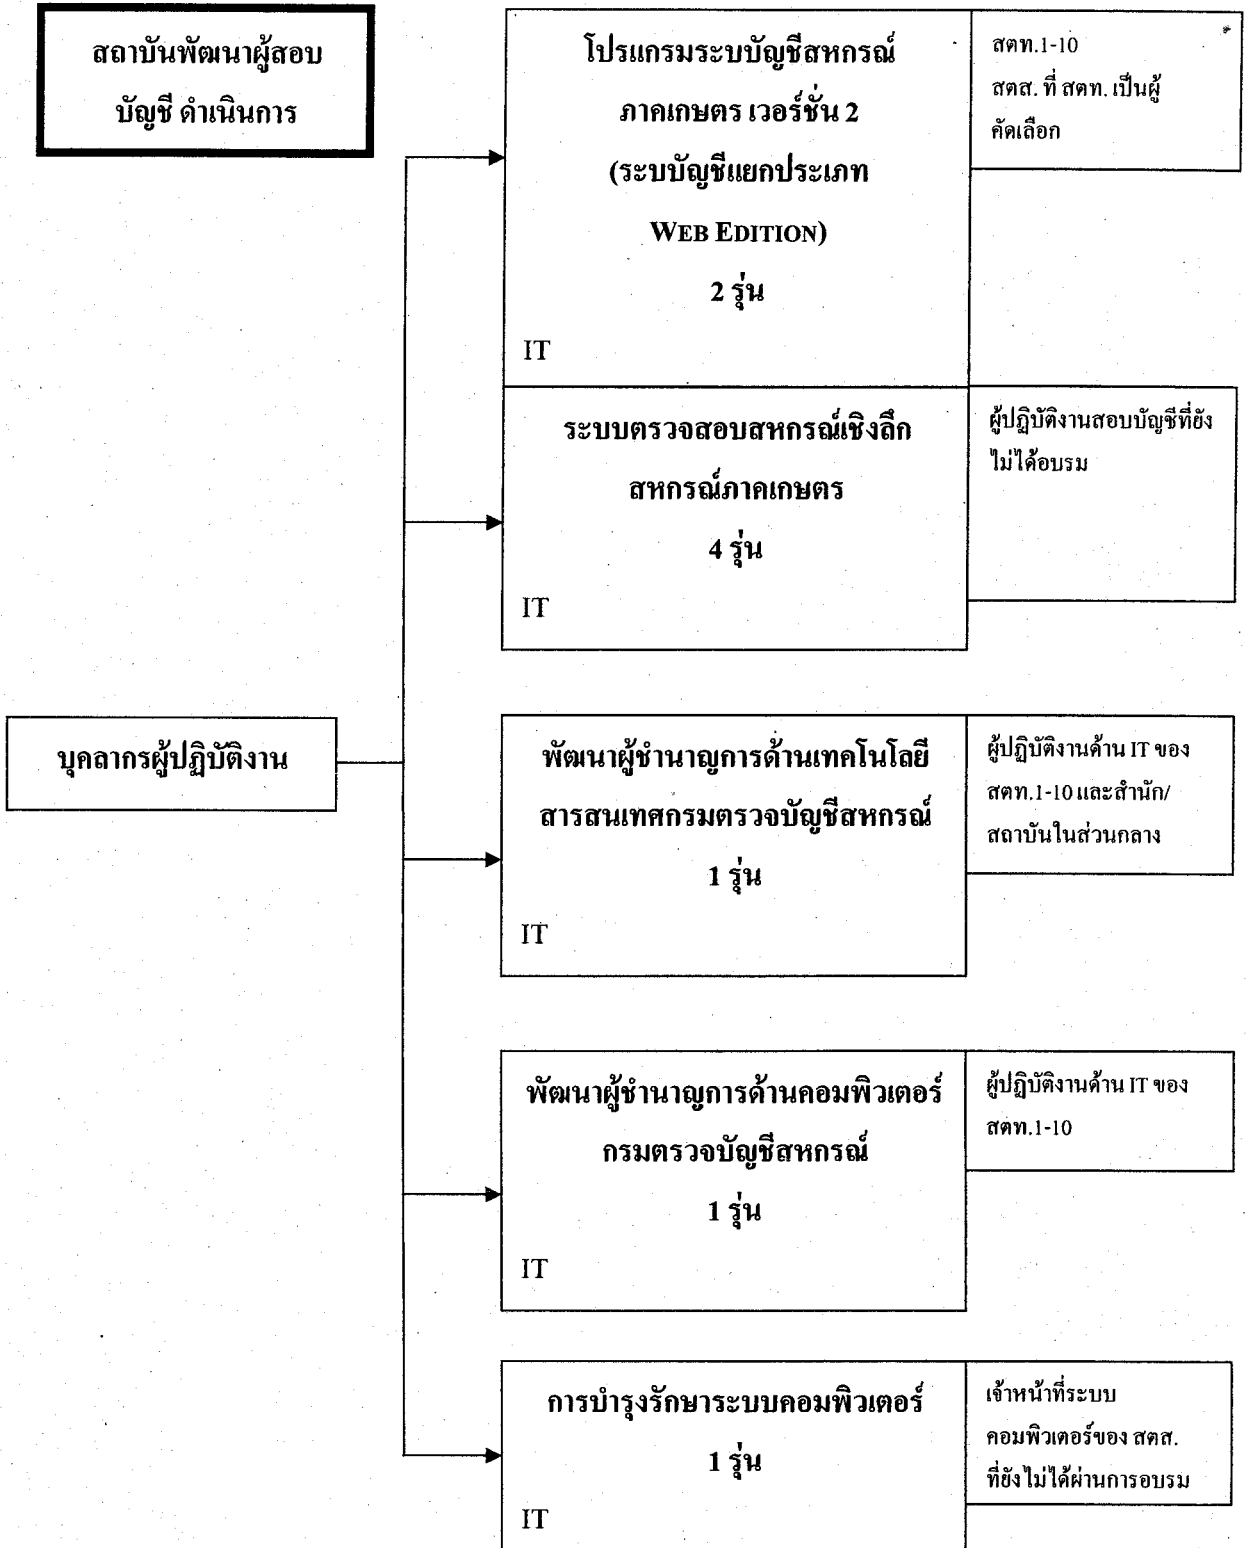 สถาบันพัฒนาผู้สอบ
บัญชี ดำเนินการ
โปรแกรมระบบัญชีสหกรณ์
ภาคเกษตร เวอร์ชั่น 2
(ระบบัญชีแยกประเภท
WEB EDITION)
2 รุ่น
IT
สตท.1-10
สตส. ที่ สตท. เป็นผู้
คัดเลือก
ระบบตรวจสอบสหกรณ์เชิงลึก
สหกรณ์ภาคเกษตร
4 รุ่น
IT
ผู้ปฏิบัติงานสอบบัญชีที่ยัง
ไม่ได้อบรม
บุคลากรผู้ปฏิบัติงาน
พัฒนาผู้ชำนาญการด้านเทคโนโลยี
สารสนเทศกรมตรวจบัญชีสหกรณ์
1 รุ่น
IT
ผู้ปฏิบัติงานด้าน IT ของ
สตท.1-10 และสำนัก/
สถาบันในส่วนกลาง
พัฒนาผู้ชำนาญการด้านคอมพิวเตอร์
กรมตรวจบัญชีสหกรณ์
1 รุ่น
IT
ผู้ปฏิบัติงานด้าน IT ของ
สตท.1-10
การบำรุงรักษาระบบคอมพิวเตอร์
1 รุ่น
IT
เจ้าหน้าที่ระบบ
คอมพิวเตอร์ของ สตส.
ที่ยังไม่ได้ผ่านการอบรม